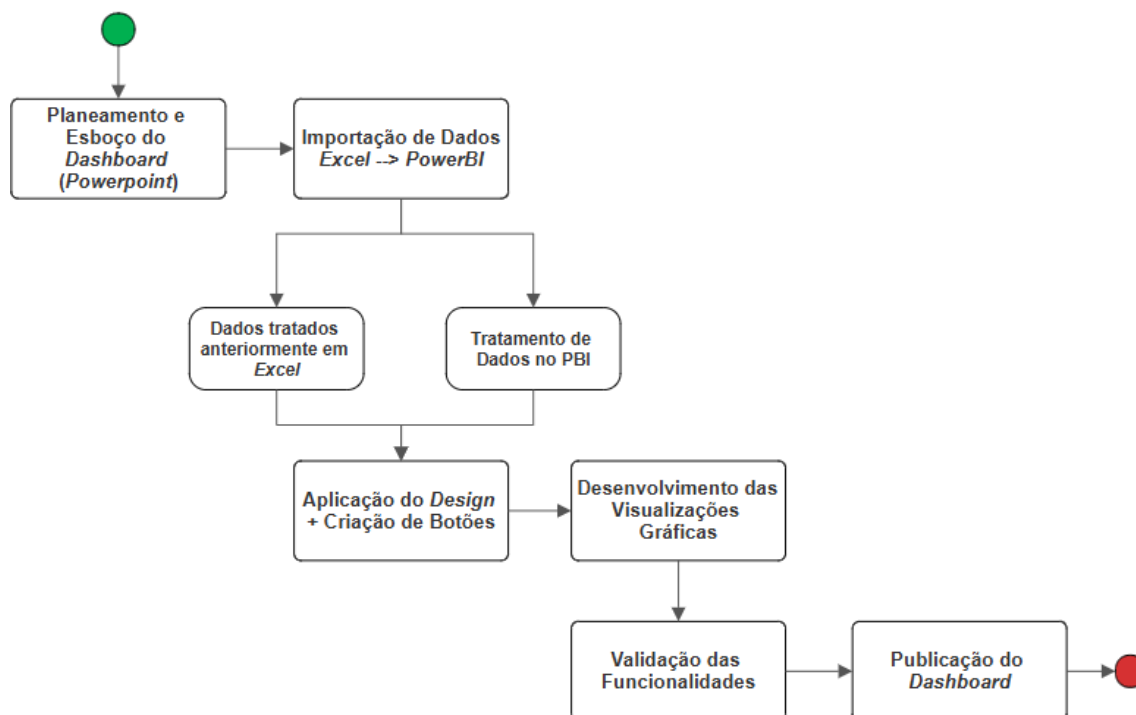 Planeamento e
Esboço do
Dashboard
(Powerpoint)
Importação de Dados
Excel --> PowerBI
Dados tratados
anteriormente em
Excel
Tratamento de
Dados no PBI
Aplicação do Design
+ Criação de Botões
Desenvolvimento das
Visualizações
Gráficas
Validação das
Funcionalidades
Publicação do
Dashboard